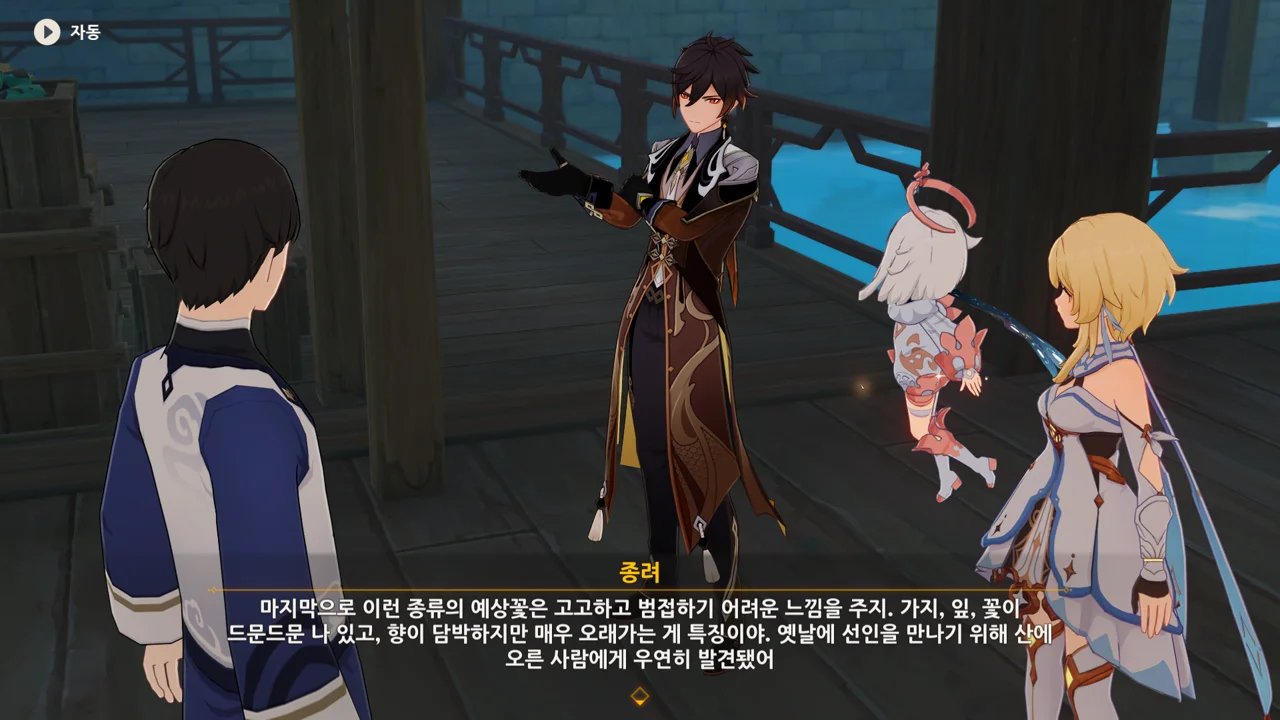 자동
종려
마지막으로 이런 종류의 예상꽃은 고고하고 범접하기 어려운 느낌을 주지. 가지, 잎, 꽃이
드문드문 나 있고, 향이 담박하지만 매우 오래가는 게 특징이야. 옛날에 선인을 만나기 위해 산에
오른 사람에게 우연히 발견됐어